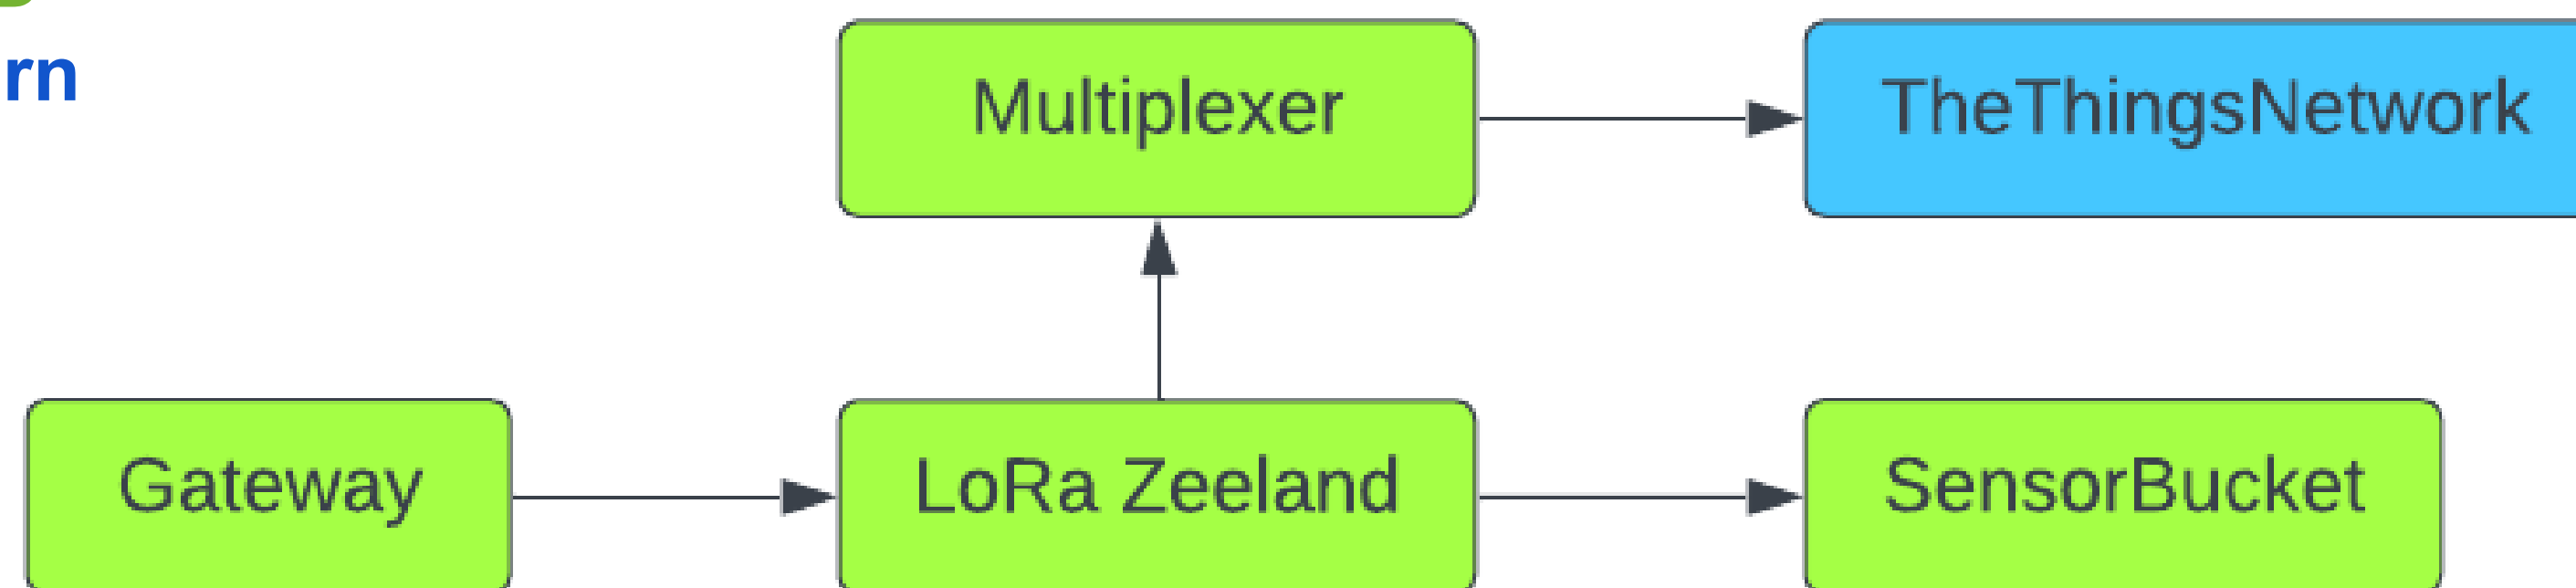 rn
Multiplexer
TheThingsNetwork
Gateway
LoRa Zeeland
SensorBucket